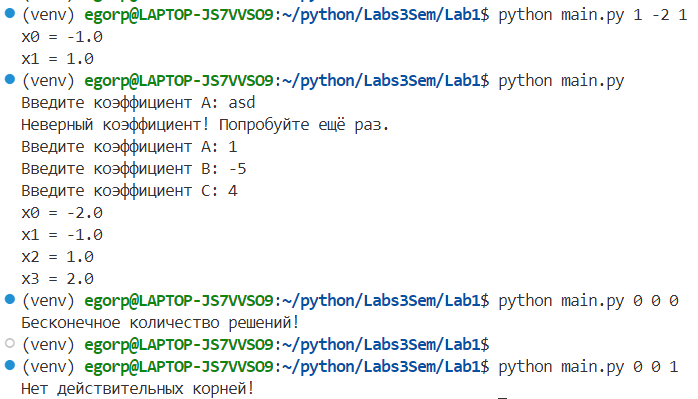 (venv) egorp@LAPTOP-JS7VVSO9:~/python/Labs3Sem/Lab1$ python main.py 1 -2 1
x0 = -1.0
x1 = 1.0
(venv) egorp@LAPTOP-JS7VVSO9:~/python/Labs3Sem/Lab1$ python main.py
Введите коэффициент A: asd
Неверный коэффициент! Попробуйте ещё раз.
Введите коэффициент A: 1
Введите коэффициент B: -5
Введите коэффициент C: 4
x0 = -2.0
x1 = -1.0
x2 = 1.0
x3 = 2.0
(venv) egorp@LAPTOP-JS7VVSO9:~/python/Labs3Sem/Lab1$ python main.py 0 0 0
Бесконечное количество решений!
(venv) egorp@LAPTOP-JS7VVSO9:~/python/Labs3Sem/Lab1$
(venv) egorp@LAPTOP-JS7VVSO9:~/python/Labs3Sem/Lab1$ python main.py 0 0 1
Нет действительных корней!